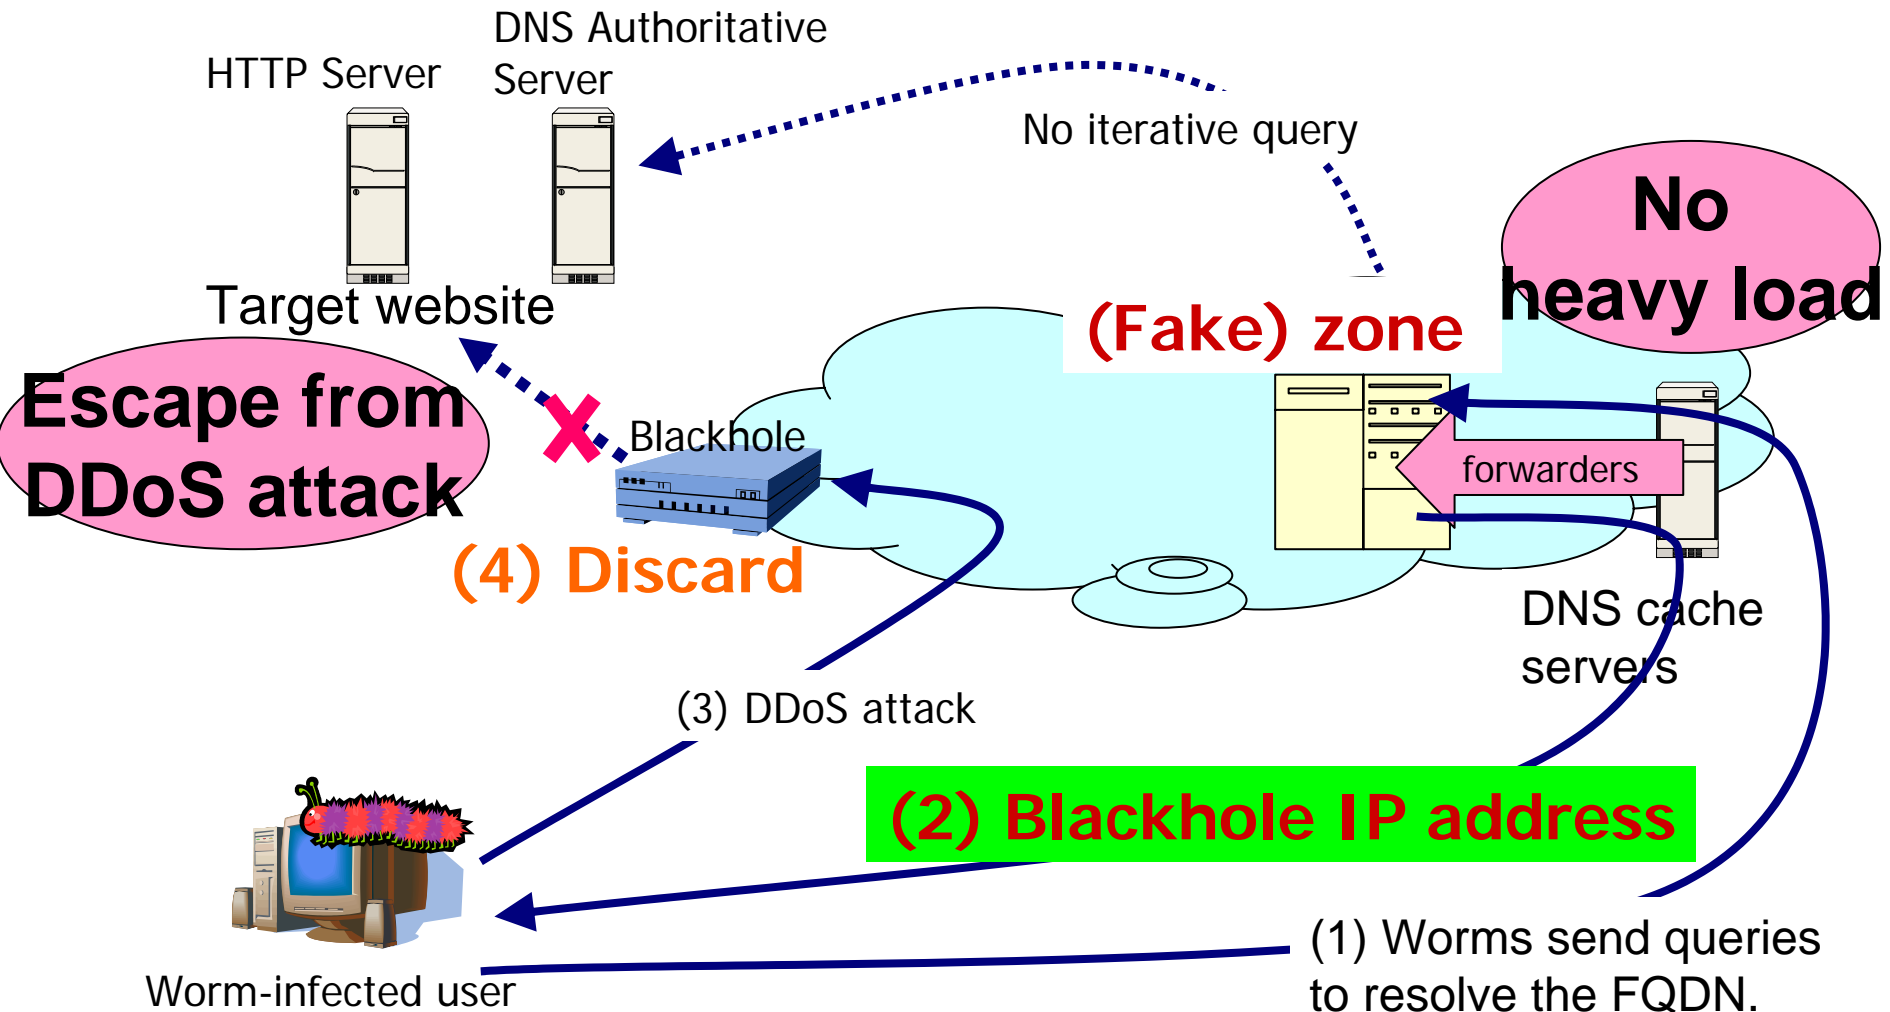 DNS Authoritative
Server
HTTP Server
No iterative query
No
heavy load
Target website
(Fake) zone
Escape from
DDoS attack
Blackhole
forwarders
(4) Discard
DNS cache
servers
(3) DDoS attack
(2) Blackhole IP address
(1) Worms send queries
to resolve the FQDN.
Worm-infected user